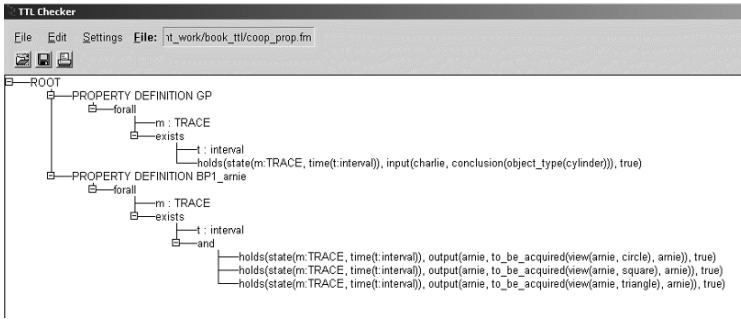 TTL Checker
File Edit Settings File: nt_work/book_ttl/coop_prop.fm
ROOT
PROPERTY DEFINITION GP
forall
m : TRACE
exists
t : interval
holds(state(m:TRACE, time(t:interval)), input(charlie, conclusion(object_type(cylinder))), true)
PROPERTY DEFINITION BP1_arnie
forall
m : TRACE
exists
t : interval
and
holds(state(m:TRACE, time(t:interval)), output(arnie, to_be_acquired(view(arnie, circle), arnie)), true)
holds(state(m:TRACE, time(t:interval)), output(arnie, to_be_acquired(view(arnie, square), arnie)), true)
holds(state(m:TRACE, time(t:interval)), output(arnie, to_be_acquired(view(arnie, triangle), arnie)), true)